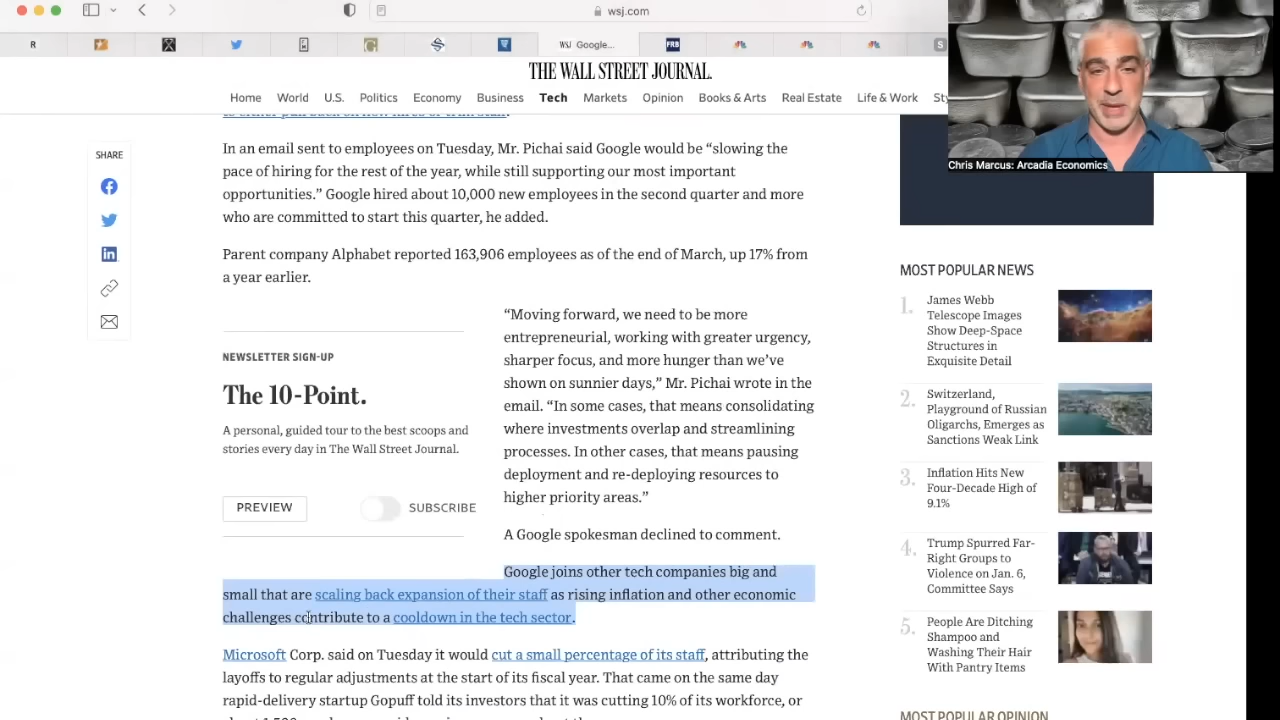 wsj.com
R
WSJ Google...
FRB
S
THE WALL STREET JOURNAL.
Home World U.S. Politics Economy Business Tech Markets Opinion Books & Arts Real Estate Life & Work
Chris Marcus: Arcadia Economics
SHARE
In an email sent to employees on Tuesday, Mr. Pichai said Google would be “slowing the
pace of hiring for the rest of the year, while still supporting our most important
opportunities.” Google hired about 10,000 new employees in the second quarter and more
who are committed to start this quarter, he added.
Parent company Alphabet reported 163,906 employees as of the end of March, up 17% from
a year earlier.
NEWSLETTER SIGN-UP
The 10-Point.
A personal, guided tour to the best scoops and
stories every day in The Wall Street Journal.
PREVIEW
SUBSCRIBE
“Moving forward, we need to be more
entrepreneurial, working with greater urgency,
sharper focus, and more hunger than we’ve
shown on sunnier days,” Mr. Pichai wrote in the
email. “In some cases, that means consolidating
where investments overlap and streamlining
processes. In other cases, that means pausing
deployment and re-deploying resources to
higher priority areas.”
A Google spokesman declined to comment.
Google joins other tech companies big and
small that are scaling back expansion of their staff as rising inflation and other economic
challenges contribute to a cooldown in the tech sector.
Microsoft Corp. said on Tuesday it would cut a small percentage of its staff, attributing the
layoffs to regular adjustments at the start of its fiscal year. That came on the same day
rapid-delivery startup Gopuff told its investors that it was cutting 10% of its workforce, or
MOST POPULAR NEWS
1.
James Webb
Telescope Images
Show Deep-Space
Structures in
Exquisite Detail
2.
Switzerland,
Playground of Russian
Oligarchs, Emerges as
Sanctions Weak Link
3.
Inflation Hits New
Four-Decade High of
9.1%
4.
Trump Spurred Far-
Right Groups to
Violence on Jan. 6,
Committee Says
5.
People Are Ditching
Shampoo and
Washing Their Hair
With Pantry Items
MOST POPULAR OPINION